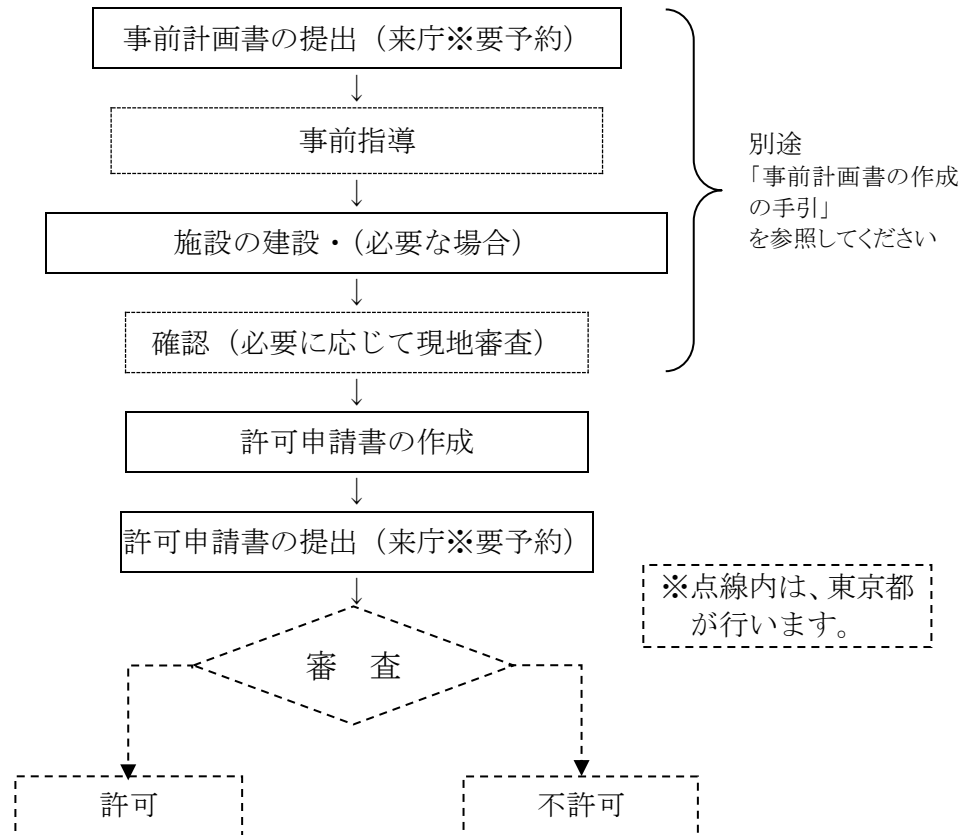 事前計画書の提出（来庁※要予約）
↓
事前指導
↓
施設の建設・（必要な場合）
↓
確認（必要に応じて現地審査）
別途
「事前計画書の作成
の手引」
を参照してください
↓
許可申請書の作成
↓
許可申請書の提出（来庁※要予約）
↓
※点線内は、東京都
が行います。
審　査
許可
不許可